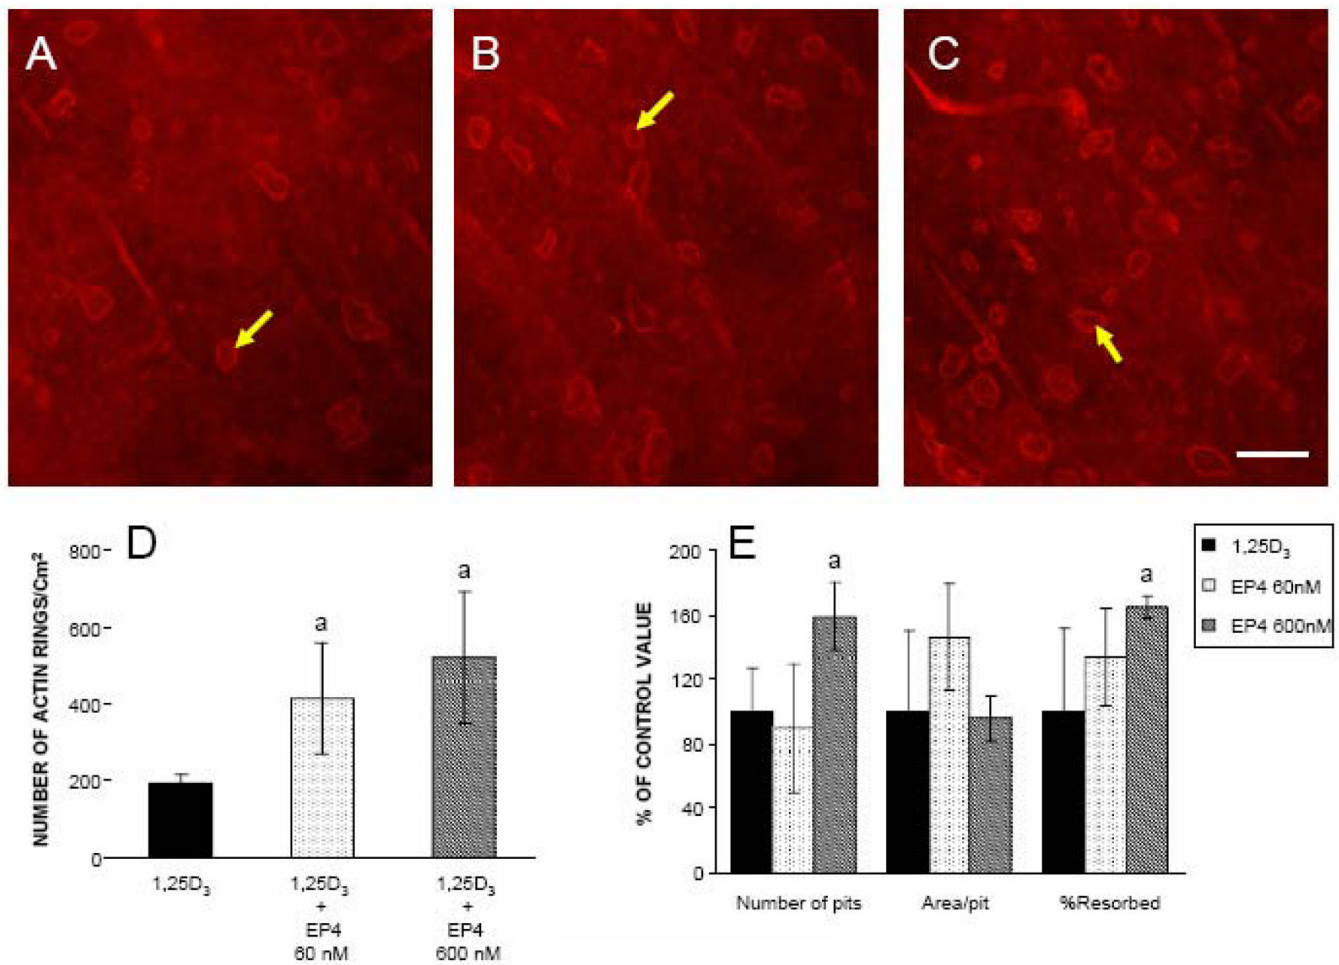 A
B
C
D
NUMBER OF ACTIN RINGS/Cm²
800
600
400
200
0
a
a
1,25D₃
1,25D₃
+
EP4
60 nM
1,25D₃
+
EP4
600 nM
E
% OF CONTROL VALUE
200
160
120
80
40
0
a
a
Number of pits
Area/pit
%Resorbed
1,25D₃
EP4 60nM
EP4 600nM